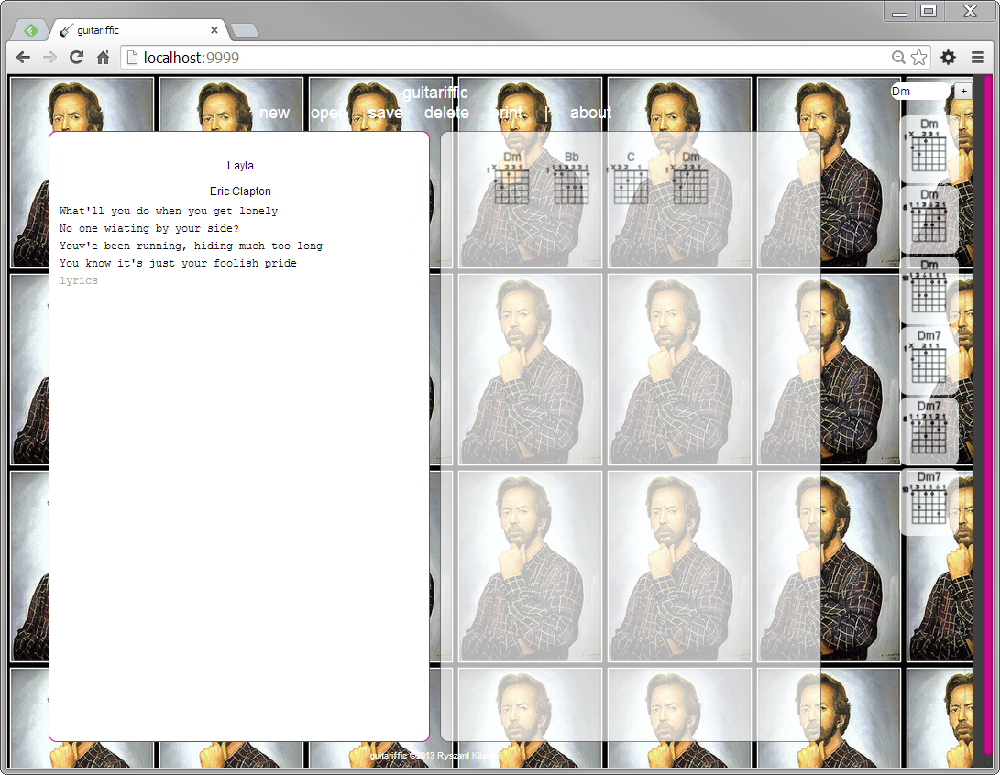 guitariffic
localhost:9999
guitariffic
new open save delete print | about
Dm +
Layla
Eric Clapton
What'll you do when you get lonely
No one wiating by your side?
Youv'e been running, hiding much too long
You know it's just your foolish pride
lyrics
Dm Bb C Dm
Dm
Dm
Dm
Dm7
Dm7
Dm7
guitariffic ©2013 Ryszard